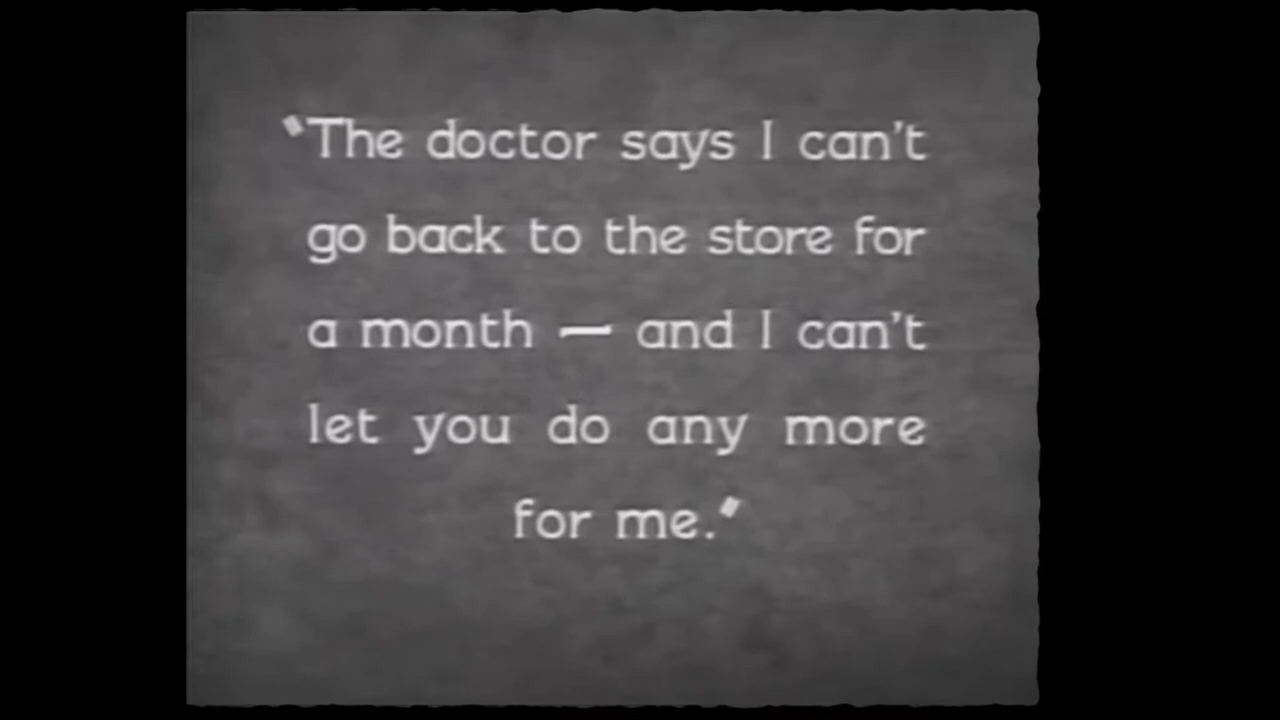 "The doctor says I can't
go back to the store for
a month — and I can't
let you do any more
for me."